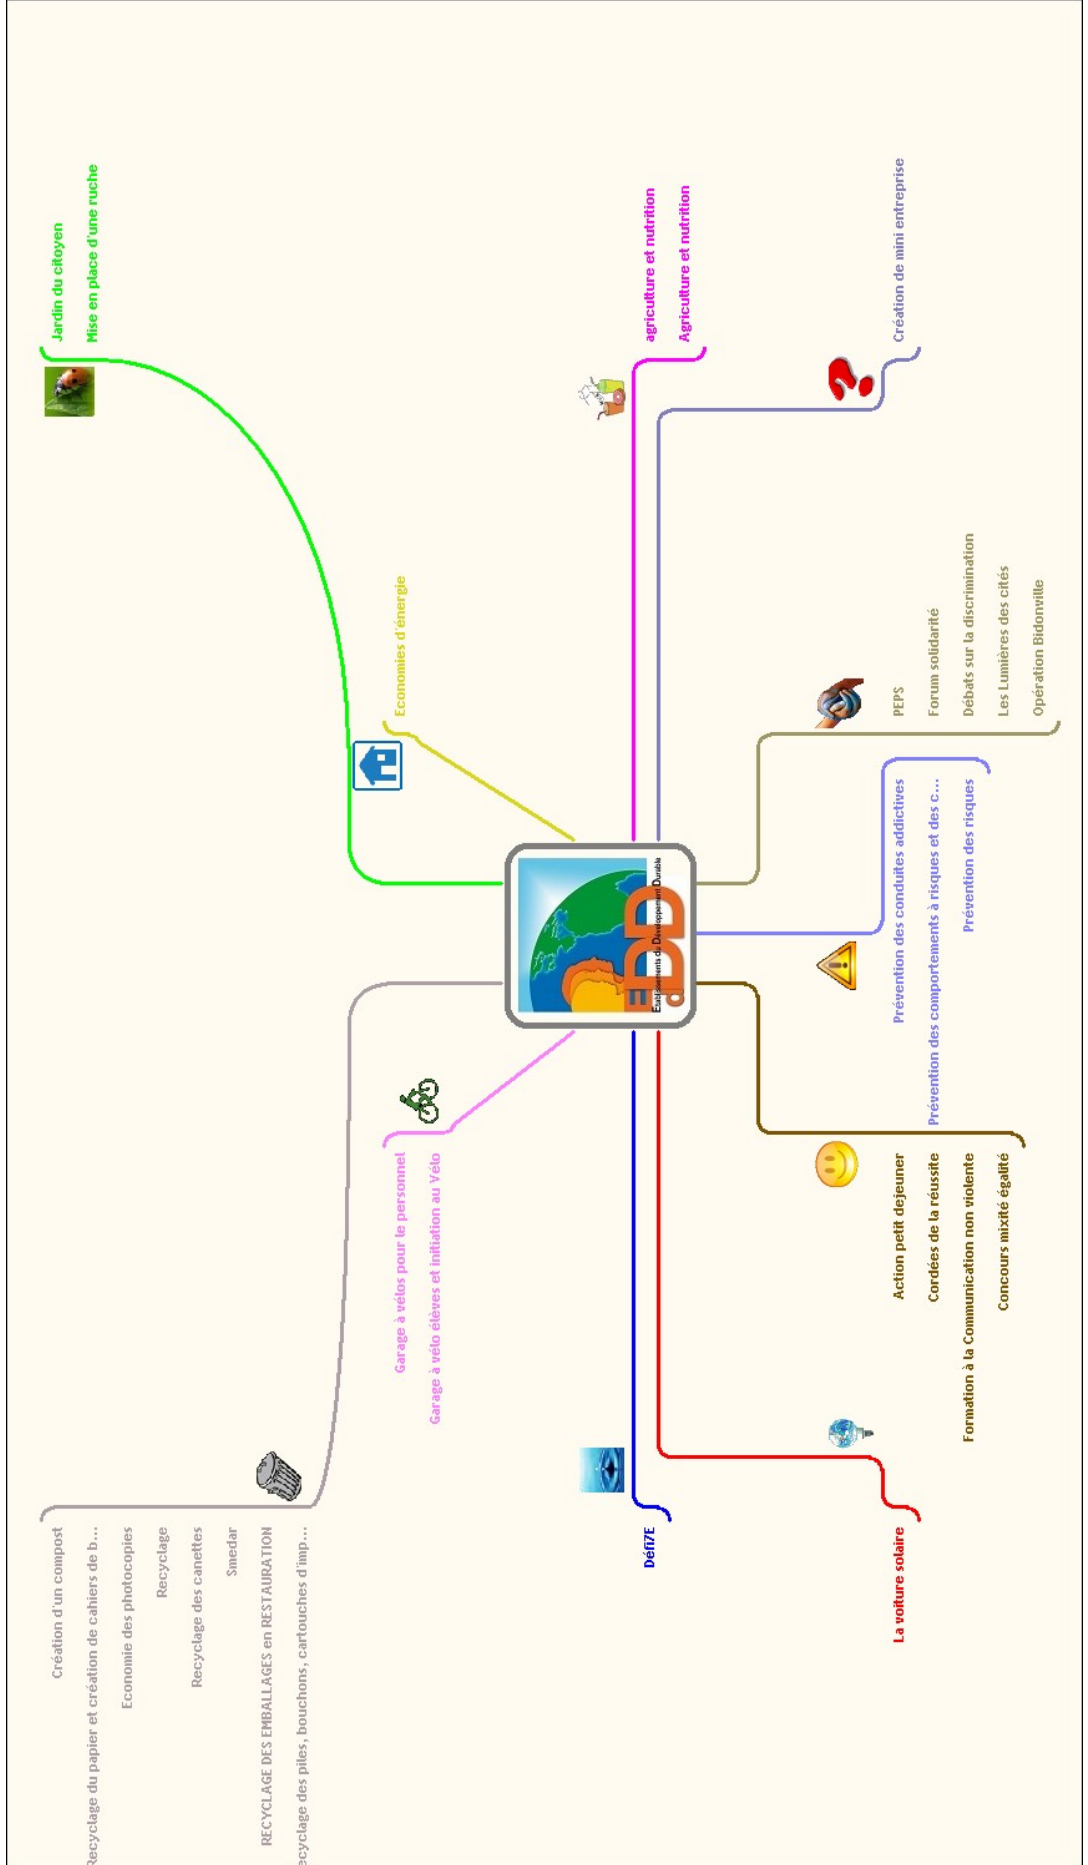 Création d'un compost
Recyclage du papier et création de cahiers de b...
Economie des photocopies
Recyclage
Recyclage des canettes
Smedar
RECYCLAGE DES EMBALLAGES en RESTAURATION
ecyclage des piles, bouchons, cartouches d'imp...
Garage à vélos pour le personnel
Garage à vélo élèves et initiation au Vélo
Défi7E
La voiture solaire
Action petit dejeuner
Cordées de la réussite
Formation à la Communication non violente
Concours mixité égalité
E
dDD
Etablissements du Développement Durable
Jardin du citoyen
Mise en place d'une ruche
Economies d'énergie
agriculture et nutrition
Agriculture et nutrition
Création de mini entreprise
PEPS
Forum solidarité
Débats sur la discrimination
Les Lumières des cités
Opération Bidonville
Prévention des conduites addictives
Prévention des comportements à risques et des c...
Prévention des risques